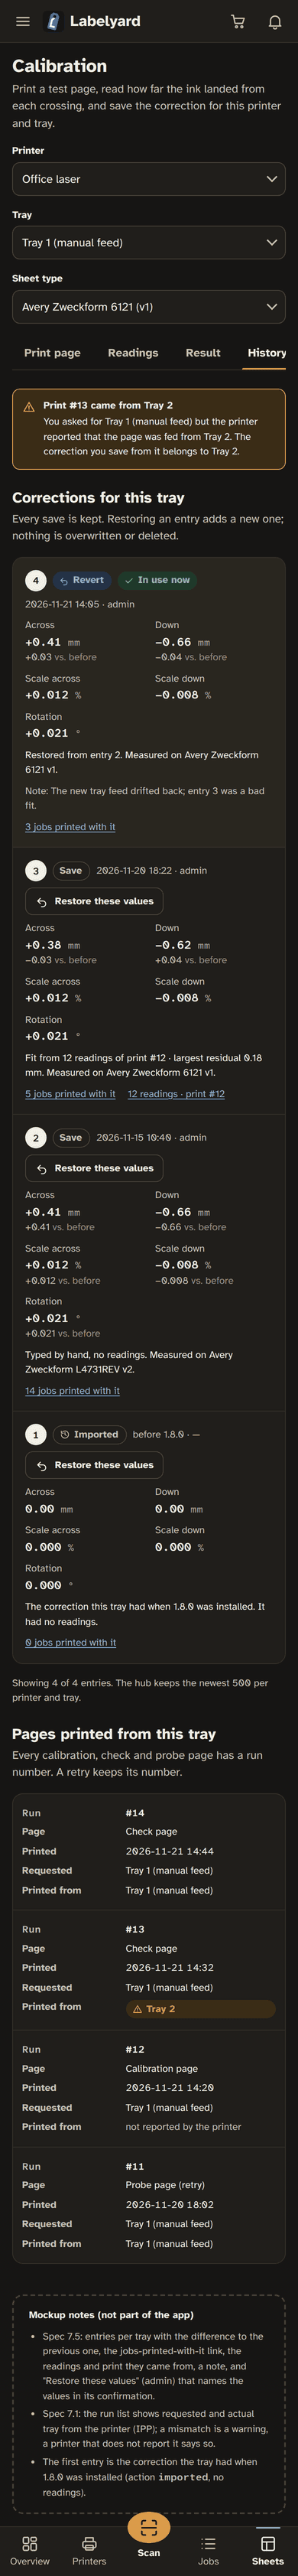 Labelyard
Calibration
Print a test page, read how far the ink landed from
each crossing, and save the correction for this printer
and tray.
Printer
Office laser
Tray
Tray 1 (manual feed)
Sheet type
Avery Zweckform 6121 (v1)
Print page Readings Result History
Print #13 came from Tray 2
You asked for Tray 1 (manual feed) but the printer
reported that the page was fed from Tray 2. The
correction you save from it belongs to Tray 2.
Corrections for this tray
Every save is kept. Restoring an entry adds a new one;
nothing is overwritten or deleted.
4 Revert In use now
2026-11-21 14:05 · admin
Across Down
+0.41 mm −0.66 mm
+0.03 vs. before −0.04 vs. before
Scale across Scale down
+0.012 % −0.008 %
Rotation
+0.021 °
Restored from entry 2. Measured on Avery Zweckform
6121 v1.
Note: The new tray feed drifted back; entry 3 was a bad
fit.
3 jobs printed with it
3 Save 2026-11-20 18:22 · admin
Restore these values
Across Down
+0.38 mm −0.62 mm
−0.03 vs. before +0.04 vs. before
Scale across Scale down
+0.012 % −0.008 %
Rotation
+0.021 °
Fit from 12 readings of print #12 · largest residual 0.18
mm. Measured on Avery Zweckform 6121 v1.
5 jobs printed with it 12 readings · print #12
2 Save 2026-11-15 10:40 · admin
Restore these values
Across Down
+0.41 mm −0.66 mm
+0.41 vs. before −0.66 vs. before
Scale across Scale down
+0.012 % −0.008 %
+0.012 vs. before −0.008 vs. before
Rotation
+0.021 °
+0.021 vs. before
Typed by hand, no readings. Measured on Avery
Zweckform L4731REV v2.
14 jobs printed with it
1 Imported before 1.8.0 · —
Restore these values
Across Down
0.00 mm 0.00 mm
Scale across Scale down
0.000 % 0.000 %
Rotation
0.000 °
The correction this tray had when 1.8.0 was installed. It
had no readings.
0 jobs printed with it
Showing 4 of 4 entries. The hub keeps the newest 500 per
printer and tray.
Pages printed from this tray
Every calibration, check and probe page has a run
number. A retry keeps its number.
Run #14
Page Check page
Printed 2026-11-21 14:44
Requested Tray 1 (manual feed)
Printed from Tray 1 (manual feed)
Run #13
Page Check page
Printed 2026-11-21 14:32
Requested Tray 1 (manual feed)
Printed from Tray 2
Run #12
Page Calibration page
Printed 2026-11-21 14:20
Requested Tray 1 (manual feed)
Printed from not reported by the printer
Run #11
Page Probe page (retry)
Printed 2026-11-20 18:02
Requested Tray 1 (manual feed)
Printed from Tray 1 (manual feed)
Mockup notes (not part of the app)
• Spec 7.5: entries per tray with the difference to the
previous one, the jobs-printed-with-it link, the
readings and print they came from, a note, and
"Restore these values" (admin) that names the
values in its confirmation.
• Spec 7.1: the run list shows requested and actual
tray from the printer (IPP); a mismatch is a warning,
a printer that does not report it says so.
• The first entry is the correction the tray had when
1.8.0 was installed (action imported, no
readings).
Overview Printers Scan Jobs Sheets